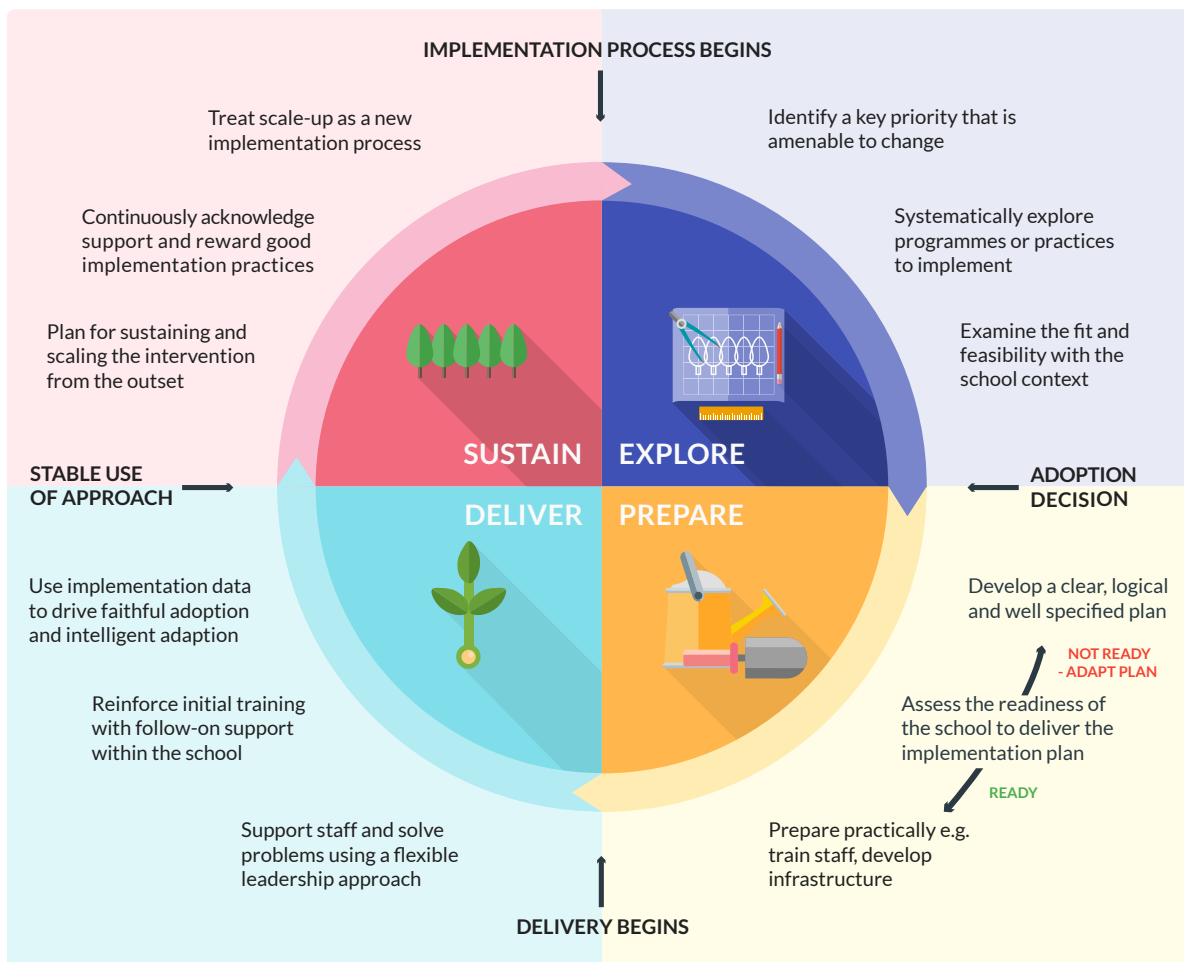 IMPLEMENTATION PROCESS BEGINS
Identify a key priority that is
amenable to change
Systematically explore
programmes or practices
to implement
Examine the fit and
feasibility with the
school context
EXPLORE
ADOPTION
DECISION
PREPARE
Develop a clear, logical
and well specified plan
NOT READY
- ADAPT PLAN
Assess the readiness of
the school to deliver the
implementation plan
READY
Prepare practically e.g.
train staff, develop
infrastructure
DELIVERY BEGINS
DELIVER
Support staff and solve
problems using a flexible
leadership approach
Reinforce initial training
with follow-on support
within the school
Use implementation data
to drive faithful adoption
and intelligent adaption
STABLE USE
OF APPROACH
SUSTAIN
Plan for sustaining and
scaling the intervention
from the outset
Continuously acknowledge
support and reward good
implementation practices
Treat scale-up as a new
implementation process